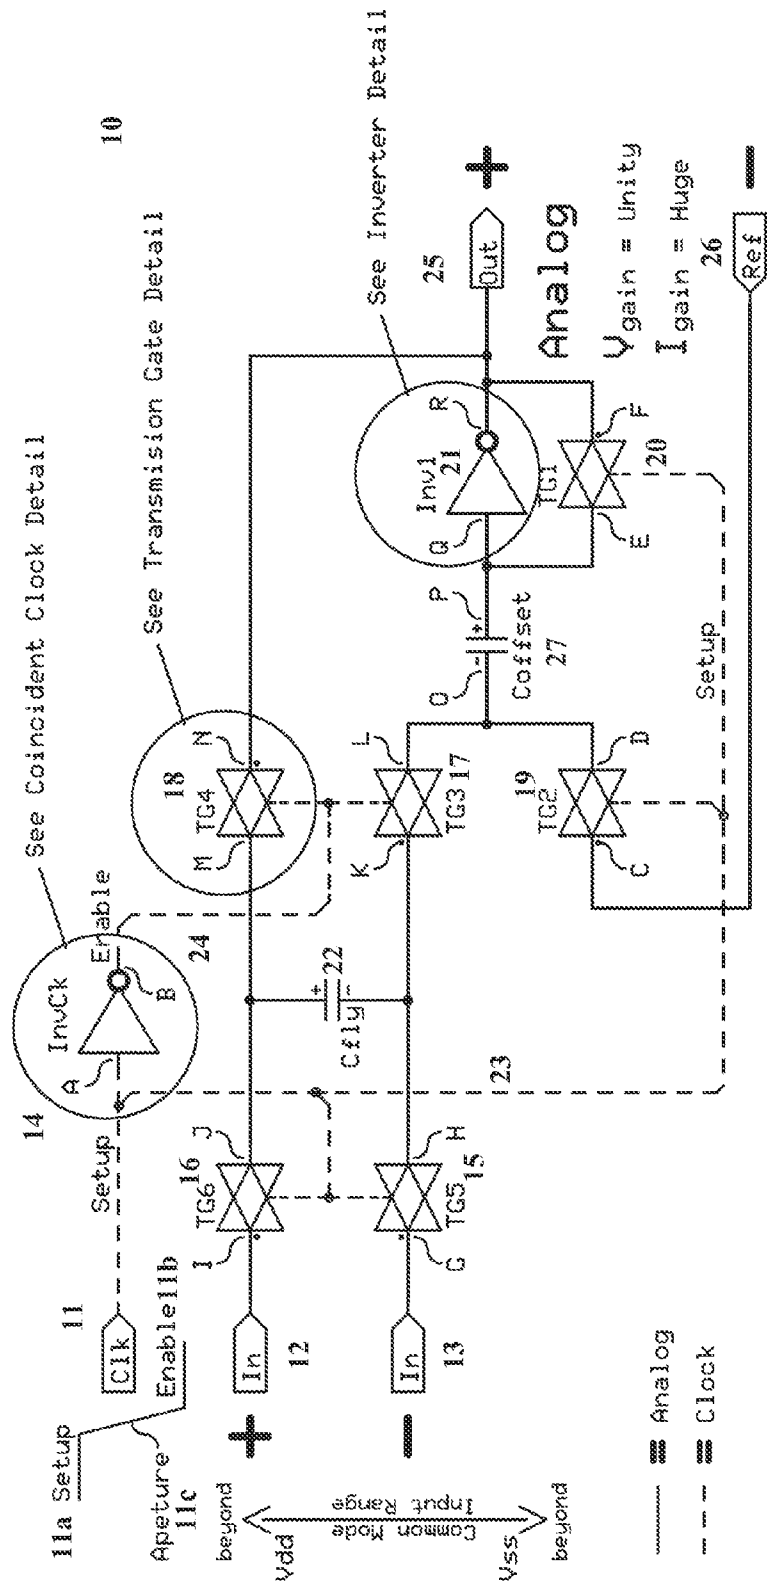 10
See Coincident Clock Detail
See Transmision Gate Detail
See Inverter Detail
14
InvCk
A
B
Enable
24
11
Clk
Setup
11a Setup
Enable11b
Apeture
11c
16
TG6
I
J
18
TG4
M
N
12
In
+
beyond
Vdd
Common Mode
Input Range
Vss
beyond
22
Cfly
+
-
13
In
-
TG5
15
G
H
K
L
TG3
17
O
P
- +
Coffset
27
Inv1
21
Q
R
25
Out
+
Analog
Vgain = Unity
Igain = Huge
19
TG2
C
D
TG1
20
E
F
23
Setup
26
Ref
-
≡ Analog
≡ Clock